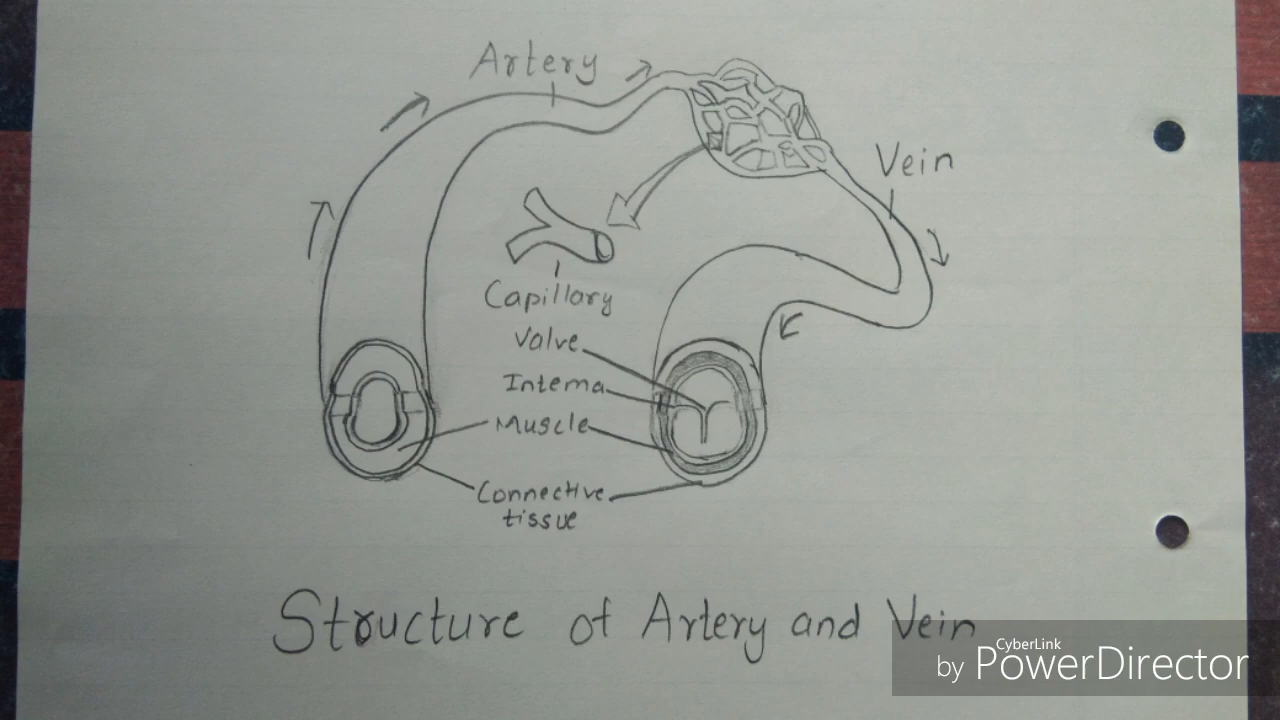 Artery
Vein
Capillary
Valve
Intema
Muscle
Connective
tissue
Structure of Artery and Vein
CyberLink
by PowerDirector